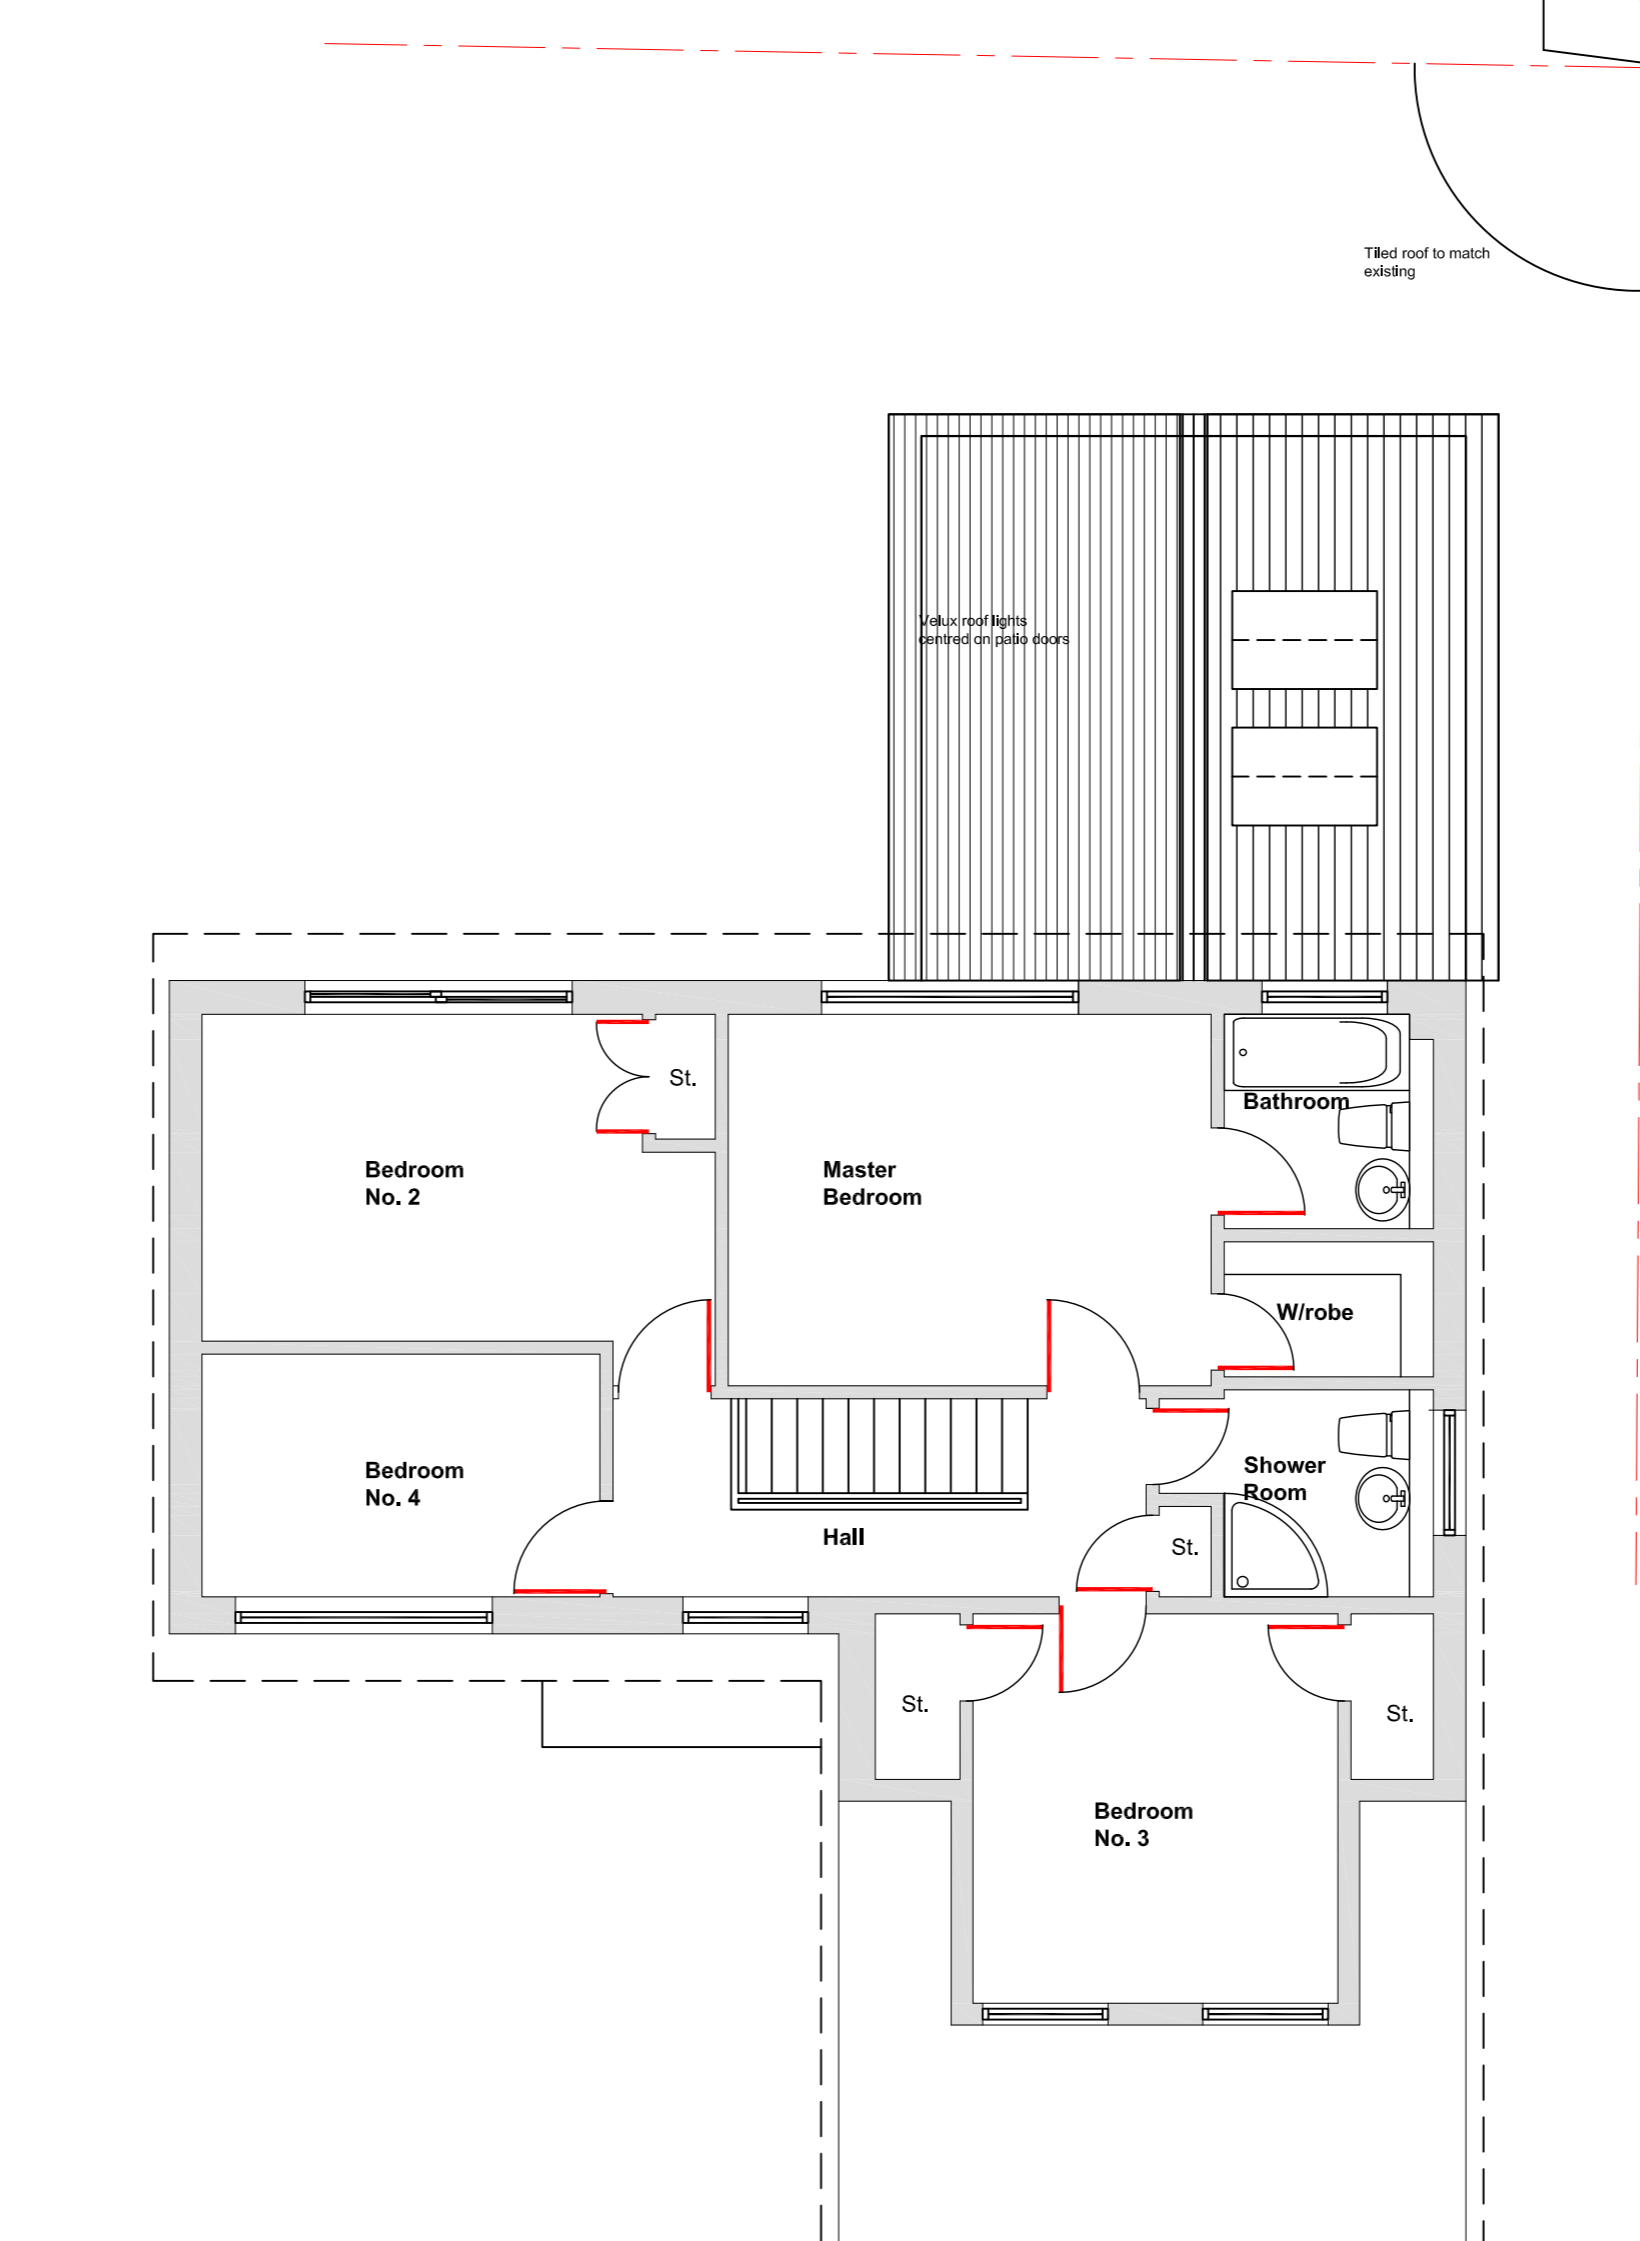 Tiled roof to match
existing
Velux roof lights
centred on patio doors
St.
Bathroom
Bedroom
No. 2
Master
Bedroom
W/robe
Bedroom
No. 4
Shower
Room
Hall
St.
St.
St.
Bedroom
No. 3